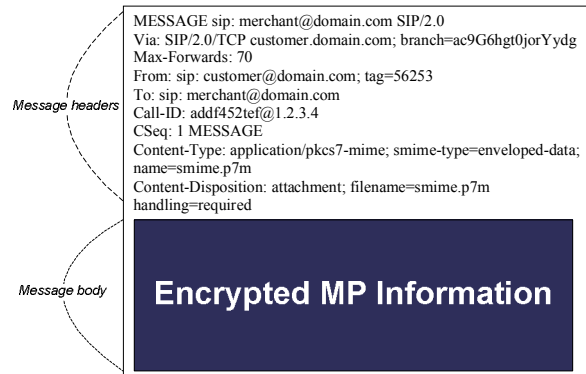 MESSAGE sip: merchant@domain.com SIP/2.0
Via: SIP/2.0/TCP customer.domain.com; branch=ac9G6hgt0jorYydg
Max-Forwards: 70
From: sip: customer@domain.com; tag=56253
Message headers
To: sip: merchant@domain.com
Call-ID: addf452tef@1.2.3.4
CSeq: 1 MESSAGE
Content-Type: application/pkcs7-mime; smime-type=enveloped-data;
name=smime.p7m
Content-Disposition: attachment; filename=smime.p7m
handling=required
Message body
Encrypted MP Information